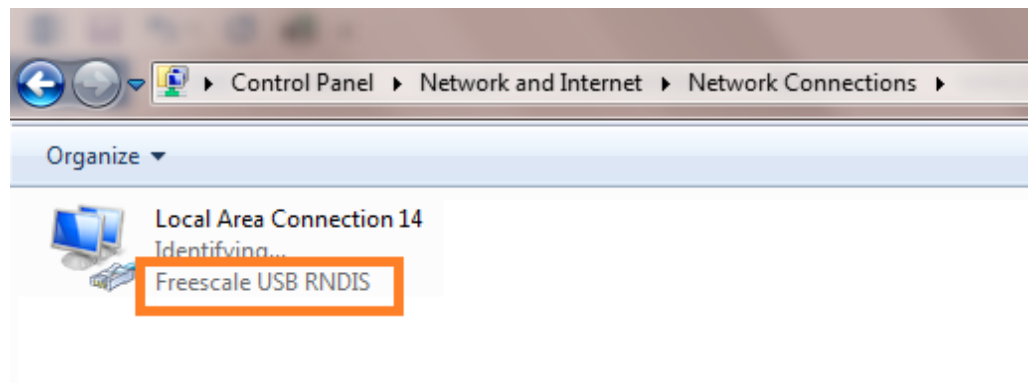 Control Panel Network and Internet Network Connections
Organize
Local Area Connection 14
Identifying...
Freescale USB RNDIS